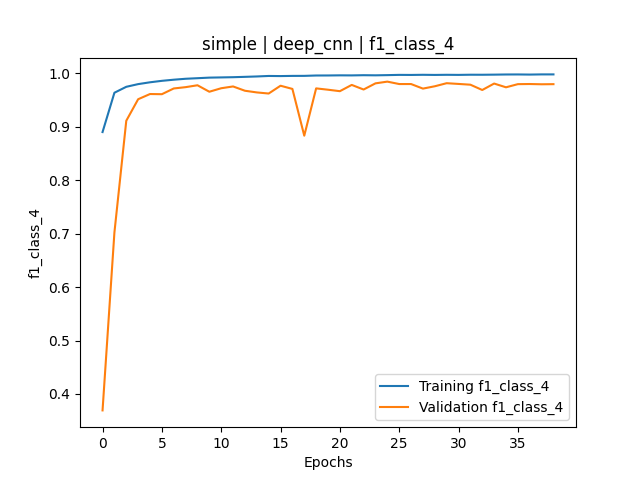 simple | deep_cnn | f1_class_4
1.0
0.9
0.8
0.7
0.6
0.5
0.4
f1_class_4
0 5 10 15 20 25 30 35
Epochs
Training f1_class_4
Validation f1_class_4